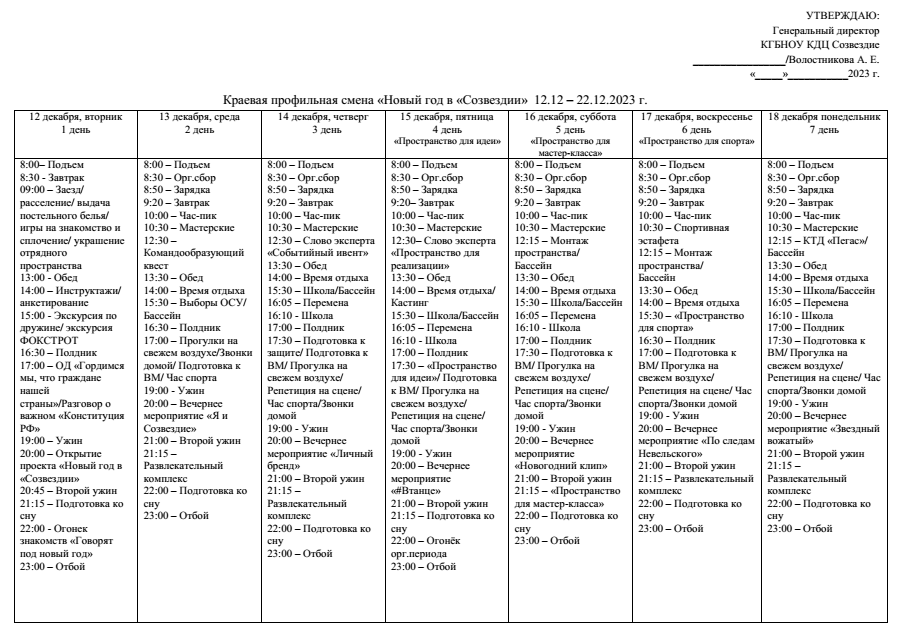 УТВЕРЖДАЮ:
Генеральный директор
КГБНОУ КДЦ Созвездие
_________________/Волостникова А. Е.
«_____»___________2023 г.
Краевая профильная смена «Новый год в «Созвездии» 12.12 – 22.12.2023 г.
12 декабря, вторник
1 день
8:00– Подъем
8:30 - Завтрак
09:00 – Заезд/
расселение/ выдача
постельного белья/
игры на знакомство и
сплочение/ украшение
отрядного
пространства
13:00 - Обед
14:00 – Инструктажи/
анкетирование
15:00 - Экскурсия по
дружине/ экскурсия
ФОКСТРОТ
16:30 – Полдник
17:00 – ОД «Гордимся
мы, что граждане
нашей
страны»/Разговор о
важном «Конституция
РФ»
19:00 – Ужин
20:00 – Открытие
проекта «Новый год в
«Созвездии»
20:45 – Второй ужин
21:15 – Подготовка ко
сну
22:00 - Огонек
знакомств «Говорят
под новый год»
23:00 – Отбой
13 декабря, среда
2 день
8:00 – Подъем
8:30 – Орг.сбор
8:50 – Зарядка
9:20 – Завтрак
10:00 – Час-пик
10:30 – Мастерские
12:30 –
Командообразующий
квест
13:30 – Обед
14:00 – Время отдыха
15:30 – Выборы ОСУ/
Бассейн
16:30 – Полдник
17:00 – Прогулки на
свежем воздухе/Звонки
домой/ Подготовка к
ВМ/ Час спорта
19:00 - Ужин
20:00 – Вечернее
мероприятие «Я и
Созвездие»
21:00 – Второй ужин
21:15 –
Развлекательный
комплекс
22:00 – Подготовка ко
сну
23:00 – Отбой
14 декабря, четверг
3 день
8:00 – Подъем
8:30 – Орг.сбор
8:50 – Зарядка
9:20 – Завтрак
10:00 – Час-пик
10:30 – Мастерские
12:30 – Слово эксперта
«Событийный ивент»
13:30 – Обед
14:00 – Время отдыха
15:30 – Школа/Бассейн
16:05 – Перемена
16:10 - Школа
17:00 – Полдник
17:30 – Подготовка к
защите/ Подготовка к
ВМ/ Прогулка на
свежем воздухе/
Репетиция на сцене/
Час спорта/Звонки
домой
19:00 - Ужин
20:00 – Вечернее
мероприятие «Личный
бренд»
21:00 – Второй ужин
21:15 –
Развлекательный
комплекс
22:00 – Подготовка ко
сну
23:00 – Отбой
15 декабря, пятница
4 день
«Пространство для идеи»
8:00 – Подъем
8:30 – Орг.сбор
8:50 – Зарядка
9:20– Завтрак
10:00 – Час-пик
10:30 – Мастерские
12:30– Слово эксперта
«Пространство для
реализации»
13:30 – Обед
14:00 – Время отдыха/
Кастинг
15:30 – Школа/Бассейн
16:05 – Перемена
16:10 - Школа
17:00 – Полдник
17:30 – «Пространство
для идеи»/ Подготовка
к ВМ/ Прогулка на
свежем воздухе/
Репетиция на сцене/
Час спорта/Звонки
домой
19:00 - Ужин
20:00 – Вечернее
мероприятие
«#Втанце»
21:00 – Второй ужин
21:15 – Подготовка ко
сну
22:00 – Огонёк
орг.периода
23:00 – Отбой
16 декабря, суббота
5 день
«Пространство для
мастер-класса»
8:00 – Подъем
8:30 – Орг.сбор
8:50 – Зарядка
9:20 – Завтрак
10:00 – Час-пик
10:30 – Мастерские
12:15 – Монтаж
пространства/
Бассейн
13:30 – Обед
14:00 – Время отдыха
15:30 – Школа/Бассейн
16:05 – Перемена
16:10 - Школа
17:00 – Полдник
17:30 – Подготовка к
ВМ/ Прогулка на
свежем воздухе/
Репетиция на сцене/
Час спорта/Звонки
домой
19:00 - Ужин
20:00 – Вечернее
мероприятие
«Новогодний клип»
21:00 – Второй ужин
21:15 – «Пространство
для мастер-класса»
22:00 – Подготовка ко
сну
23:00 – Отбой
17 декабря, воскресенье
6 день
«Пространство для спорта»
8:00 – Подъем
8:30 – Орг.сбор
8:50 – Зарядка
9:20 – Завтрак
10:00 – Час-пик
10:30 – Спортивная
эстафета
12:15 – Монтаж
пространства/
Бассейн
13:30 – Обед
14:00 – Время отдыха
15:30 – «Пространство
для спорта»
16:30 – Полдник
17:00 – Подготовка к
ВМ/ Прогулка на
свежем воздухе/
Репетиция на сцене/ Час
спорта/Звонки домой
19:00 - Ужин
20:00 – Вечернее
мероприятие «По следам
Невельского»
21:00 – Второй ужин
21:15 – Развлекательный
комплекс
22:00 – Подготовка ко
сну
23:00 – Отбой
18 декабря понедельник
7 день
8:00 – Подъем
8:30 – Орг.сбор
8:50 – Зарядка
9:20 – Завтрак
10:00 – Час-пик
10:30 – Мастерские
12:15 – КТД «Пегас»/
Бассейн
13:30 – Обед
14:00 – Время отдыха
15:30 – Школа/Бассейн
16:05 – Перемена
16:10 - Школа
17:00 – Полдник
17:30 – Подготовка к
ВМ/ Прогулка на
свежем воздухе/
Репетиция на сцене/ Час
спорта/Звонки домой
19:00 - Ужин
20:00 – Вечернее
мероприятие «Звездный
вожатый»
21:00 – Второй ужин
21:15 –
Развлекательный
комплекс
22:00 – Подготовка ко
сну
23:00 – Отбой